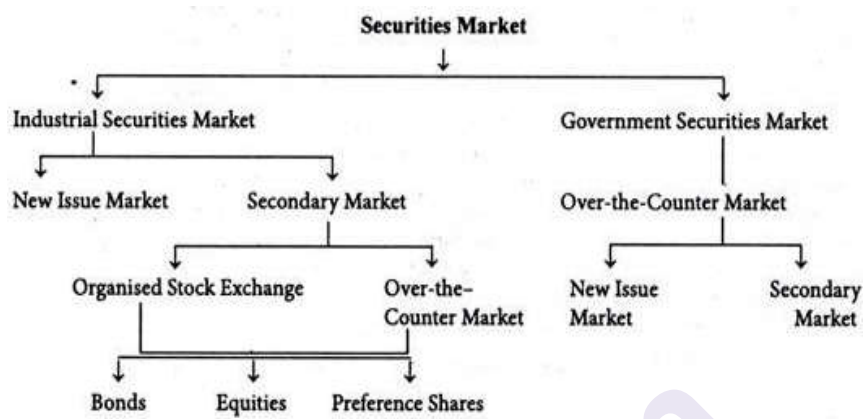 Securities Market
Industrial Securities Market
Government Securities Market
New Issue Market
Secondary Market
Over-the-Counter Market
Organised Stock Exchange
Over-the-
Counter Market
New Issue
Market
Secondary
Market
Bonds
Equities
Preference Shares